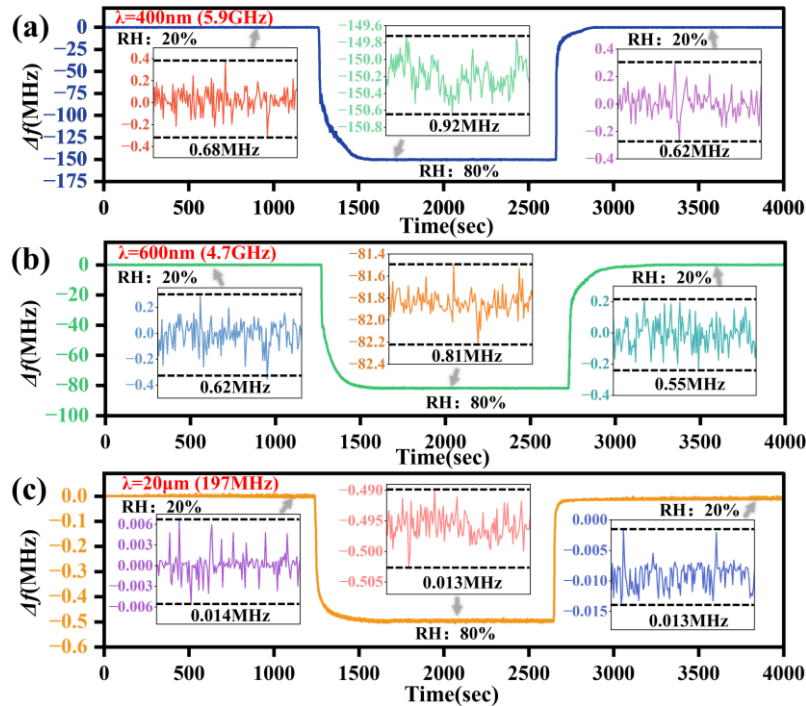 (a)
λ=400nm (5.9GHz)
RH: 20%
RH: 20%
RH: 80%
0
−25
−50
−75
−100
−125
−150
−175
Δf(MHz)
0.4
0.2
0.0
−0.2
−0.4
0.68MHz
−149.6
−150.0
−150.4
−150.8
0.92MHz
0.4
0.2
0.0
−0.2
−0.4
0.62MHz
0 500 1000 1500 2000 2500 3000 3500 4000
Time(sec)
(b)
λ=600nm (4.7GHz)
RH: 20%
RH: 20%
RH: 80%
0
−20
−40
−60
−80
−100
Δf(MHz)
0.2
0.0
−0.2
−0.4
0.62MHz
−81.2
−81.6
−82.0
−82.4
0.81MHz
0.2
0.0
−0.2
−0.4
0.55MHz
0 500 1000 1500 2000 2500 3000 3500 4000
Time(sec)
(c)
λ=20μm (197MHz)
RH: 20%
RH: 20%
RH: 80%
0.0
−0.1
−0.2
−0.3
−0.4
−0.5
−0.6
Δf(MHz)
0.006
0.003
0.000
−0.003
−0.006
0.014MHz
−0.490
−0.495
−0.500
−0.505
0.013MHz
0.000
−0.005
−0.010
−0.015
0.013MHz
0 500 1000 1500 2000 2500 3000 3500 4000
Time(sec)